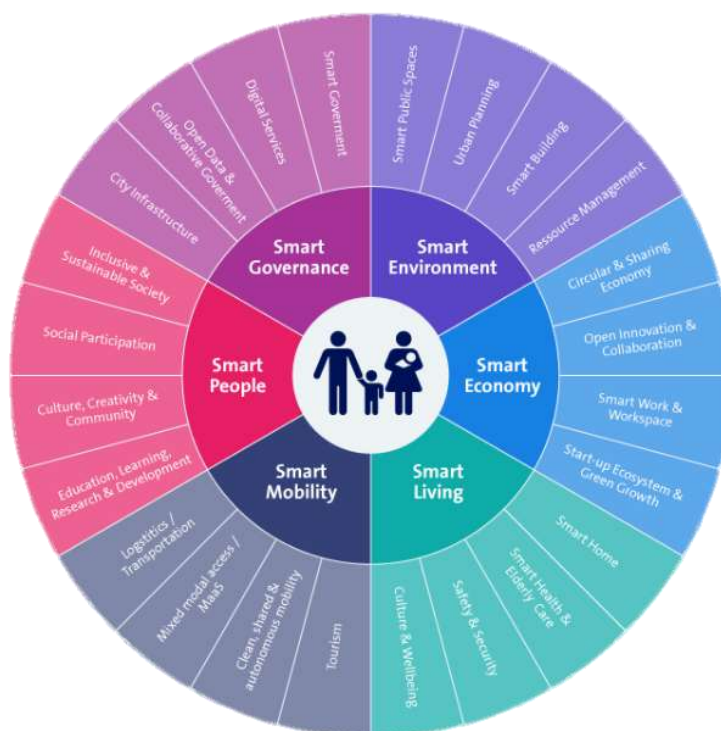 Smart
Governance
Smart
Environment
Smart
Economy
Smart
Living
Smart
Mobility
Smart
People
Smart Public Spaces
Urban Planning
Smart Building
Ressource Management
Circular & Sharing
Economy
Open Innovation &
Collaboration
Smart Work &
Workspace
Start-up Ecosystem &
Green Growth
Smart Home
Smart Health &
Elderly Care
Safety & Security
Culture & Wellbeing
Tourism
Clean, shared &
autonomous mobility
Mixed modal access /
MaaS
Logstitics /
Transportation
Education, Learning,
Research & Development
Culture, Creativity &
Community
Social Participation
Inclusive &
Sustainable Society
City Infrastructure
Open Data &
Collaborative Goverment
Digital Services
Smart Goverment